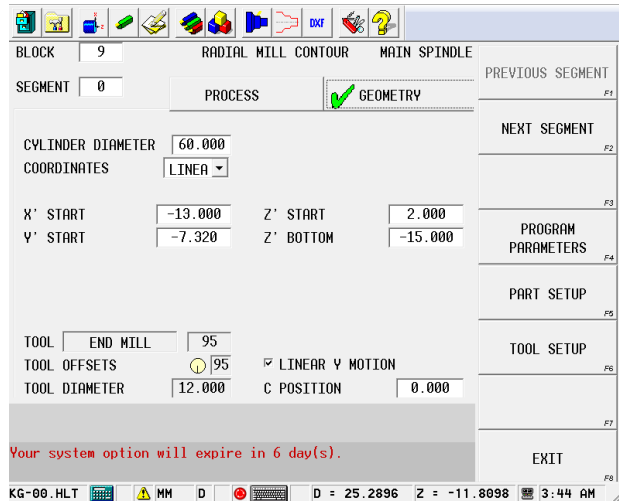 DXF
BLOCK 9 RADIAL MILL CONTOUR MAIN SPINDLE
SEGMENT 0
PROCESS GEOMETRY
CYLINDER DIAMETER 60.000
COORDINATES LINEA
X' START -13.000 Z' START 2.000
Y' START -7.320 Z' BOTTOM -15.000
TOOL END MILL 95
TOOL OFFSETS 95 LINEAR Y MOTION
TOOL DIAMETER 12.000 C POSITION 0.000
PREVIOUS SEGMENT
F1
NEXT SEGMENT
F2
F3
PROGRAM
PARAMETERS
F4
PART SETUP
F5
TOOL SETUP
F6
F7
EXIT
F8
Your system option will expire in 6 day(s).
KG-00.HLT MM D D = 25.2896 Z = -11.8098 3:44 AM